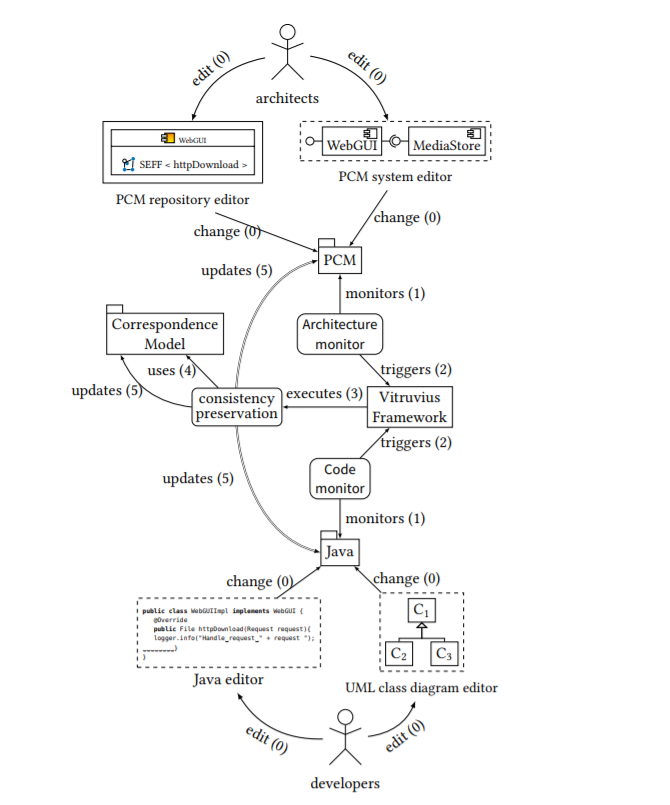 edit (0)
edit (0)
architects
WebGUI
SEFF < httpDownload >
WebGUI
MediaStore
PCM repository editor
PCM system editor
change (0)
change (0)
PCM
updates (5)
monitors (1)
Correspondence
Model
Architecture
monitor
uses (4)
triggers (2)
updates (5)
consistency
preservation
executes (3)
Vitruvius
Framework
triggers (2)
Code
monitor
updates (5)
monitors (1)
Java
change (0)
change (0)
public class WebGUIImpl implements WebGUI {
@Override
public File httpDownload(Request request){
logger.info("Handle_request_" + request ");
________}
}
C1
C2
C3
Java editor
UML class diagram editor
edit (0)
edit (0)
developers